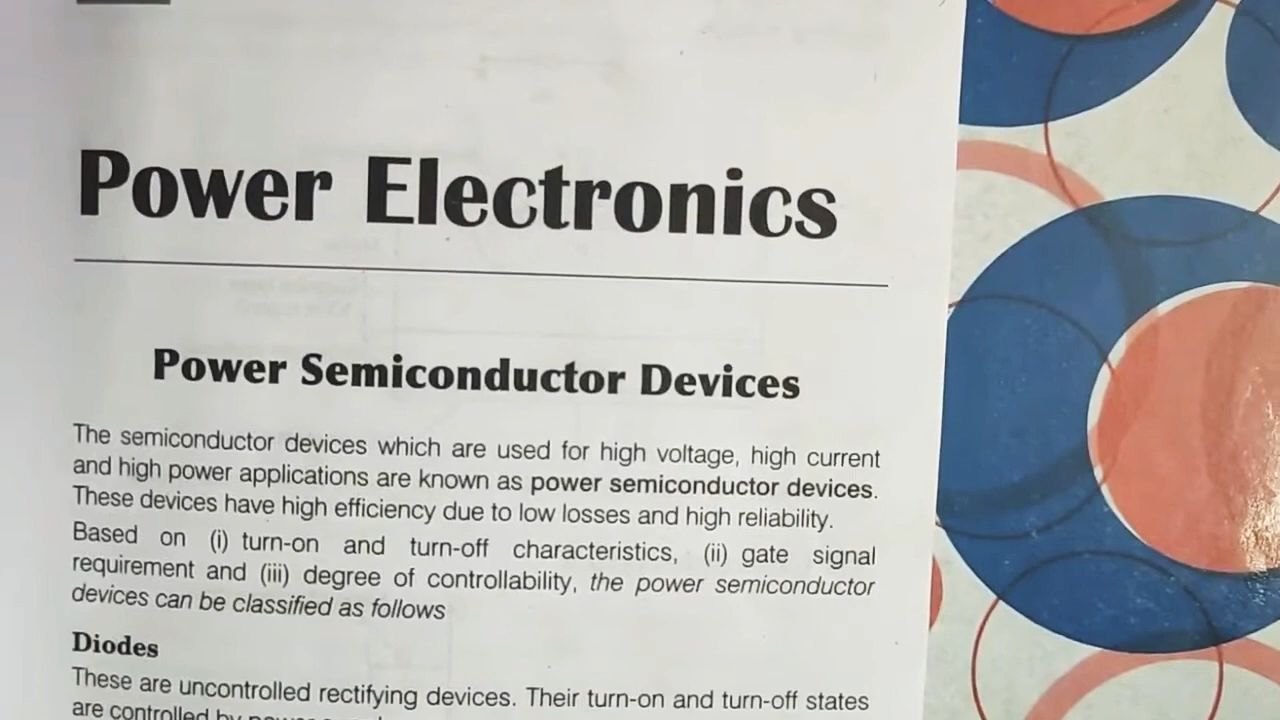 Power Electronics
Power Semiconductor Devices
The semiconductor devices which are used for high voltage, high current
and high power applications are known as power semiconductor devices.
These devices have high efficiency due to low losses and high reliability.
Based on (i) turn-on and turn-off characteristics, (ii) gate signal
requirement and (iii) degree of controllability, the power semiconductor
devices can be classified as follows
Diodes
These are uncontrolled rectifying devices. Their turn-on and turn-off states
are controlled by power